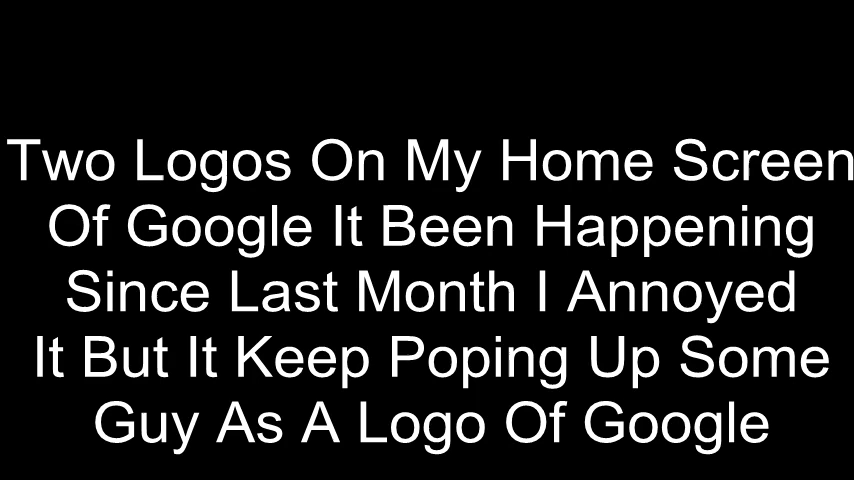 Two Logos On My Home Screen
Of Google It Been Happening
Since Last Month I Annoyed
It But It Keep Poping Up Some
Guy As A Logo Of Google